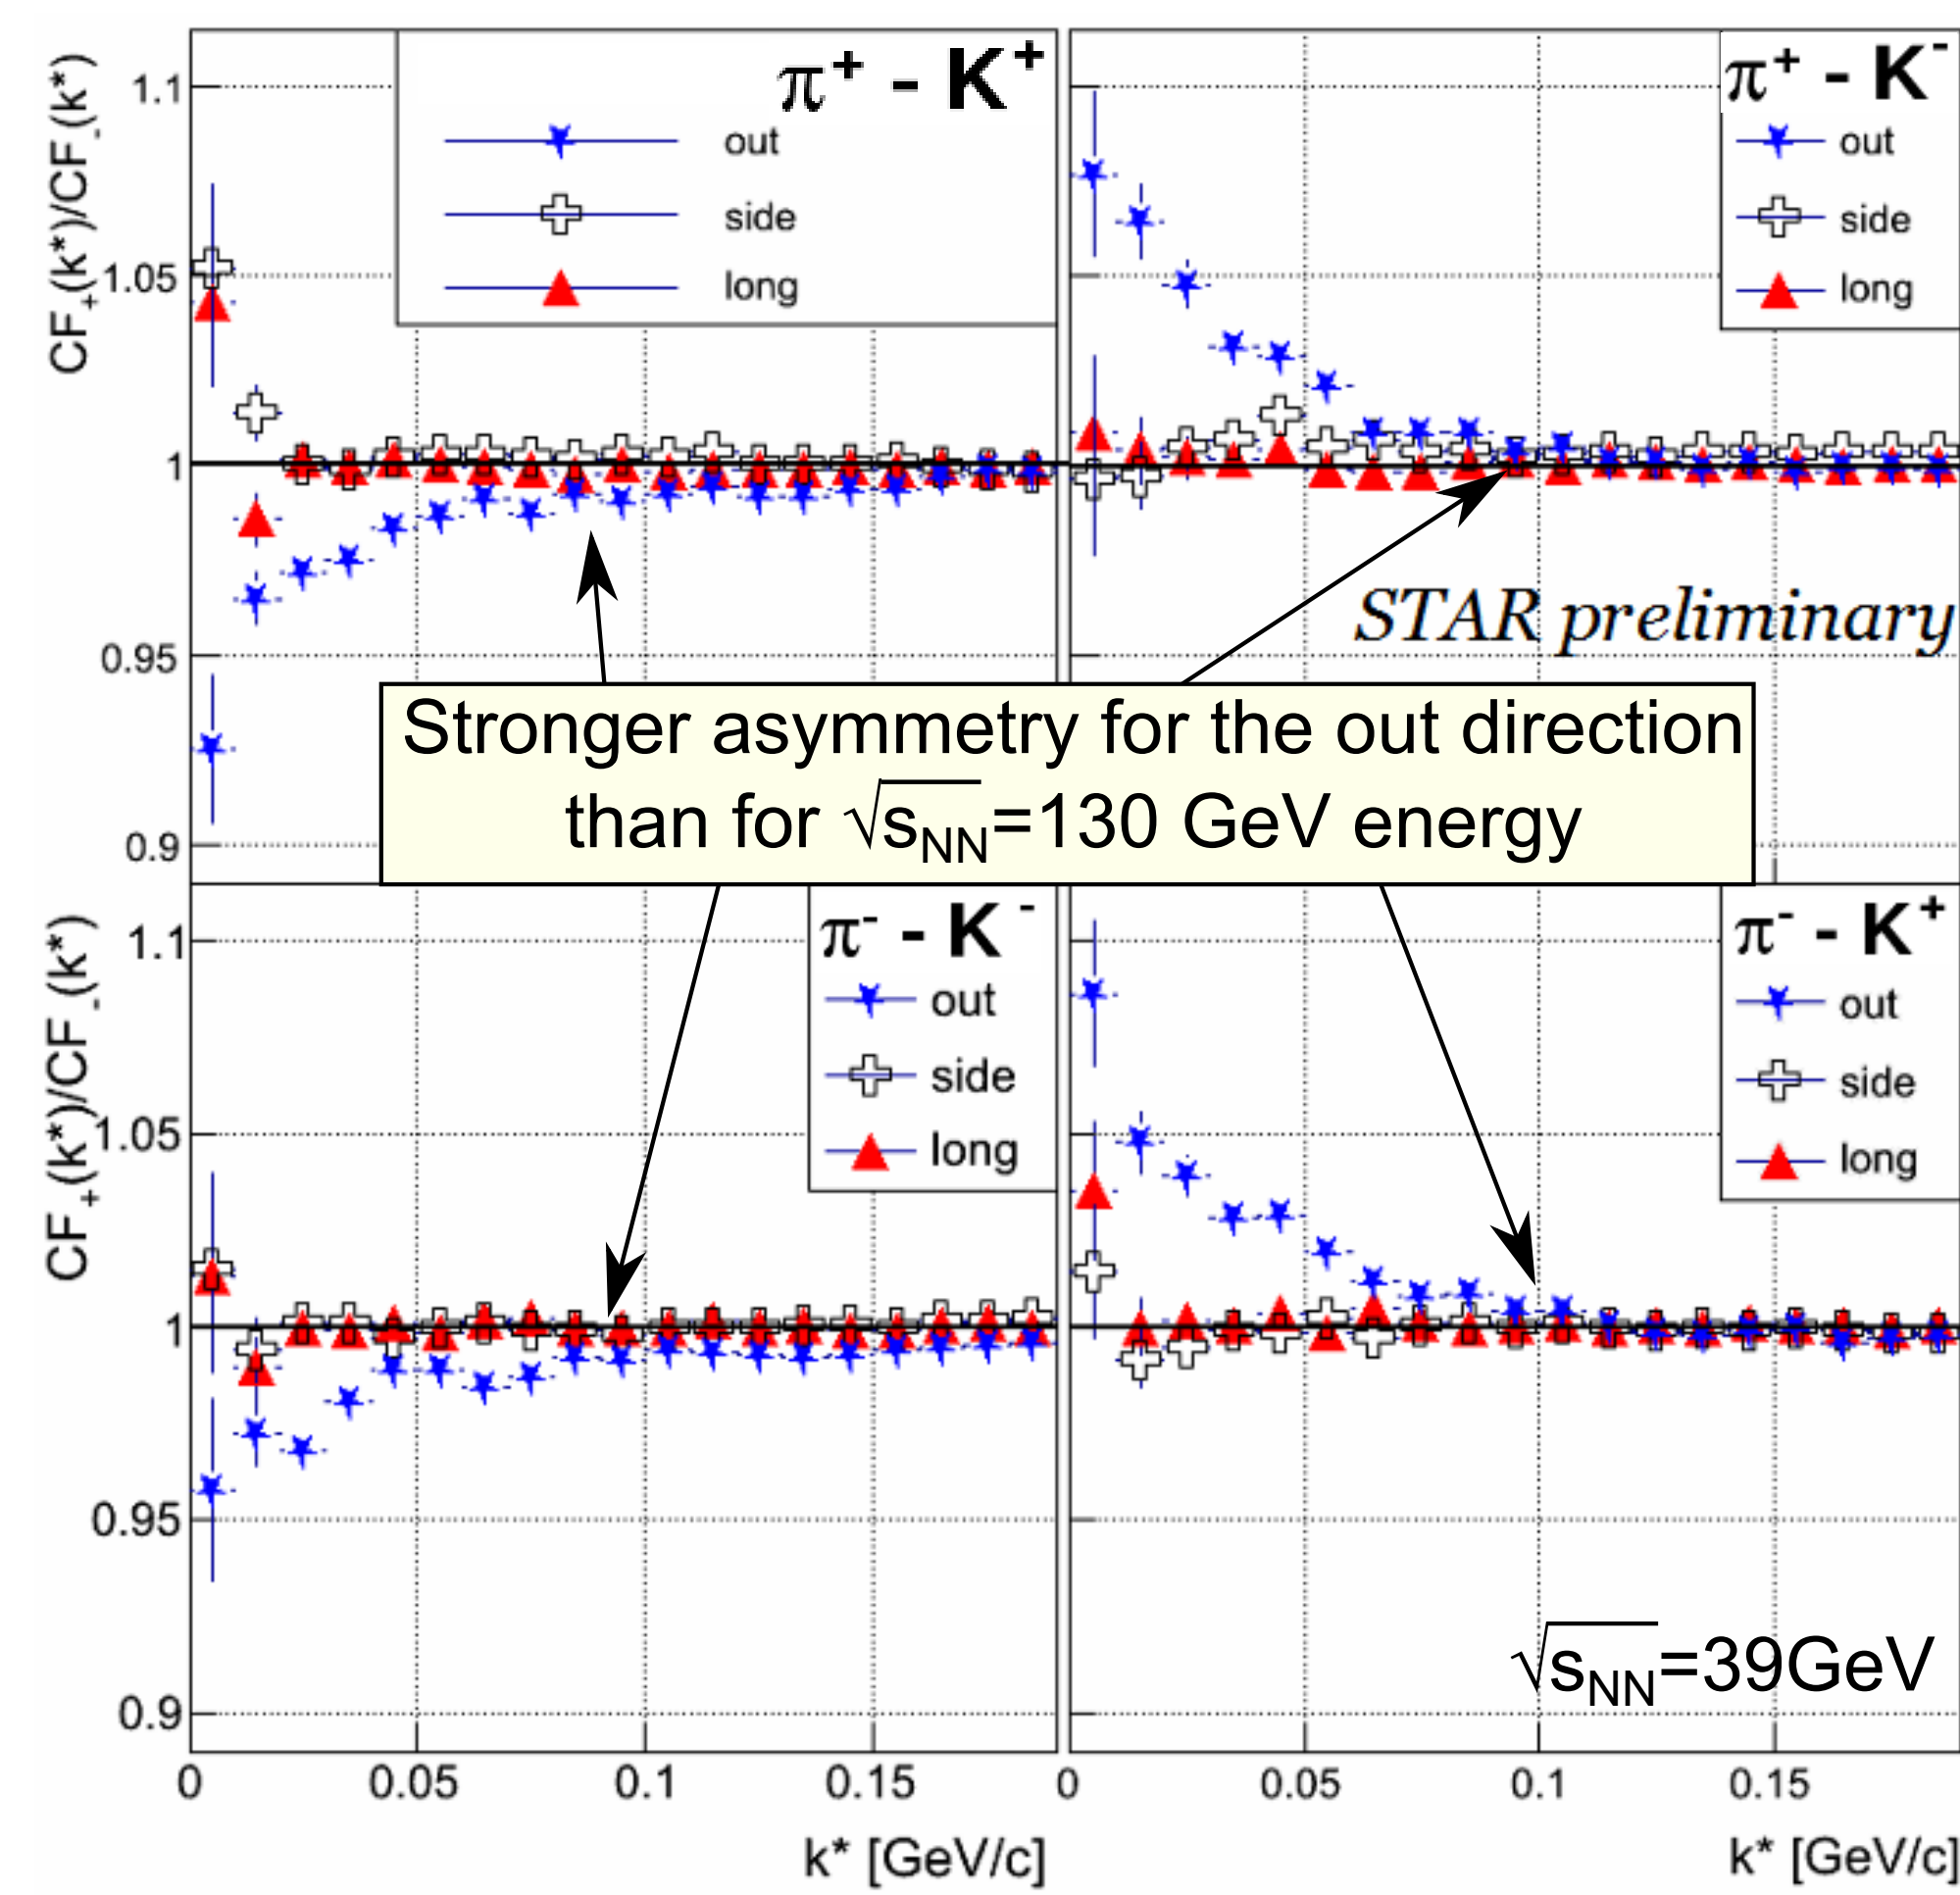 π⁺ - K⁺
out
side
long
π⁺ - K⁻
out
side
long
CF₊(k*)/CF₋(k*)
1.1
1.05
1
0.95
0.9
STAR preliminary
Stronger asymmetry for the out direction
than for √s_NN=130 GeV energy
π⁻ - K⁻
out
side
long
π⁻ - K⁺
out
side
long
CF₊(k*)/CF₋(k*)
1.1
1.05
1
0.95
0.9
√s_NN=39GeV
0 0.05 0.1 0.15 0 0.05 0.1 0.15
k* [GeV/c] k* [GeV/c]